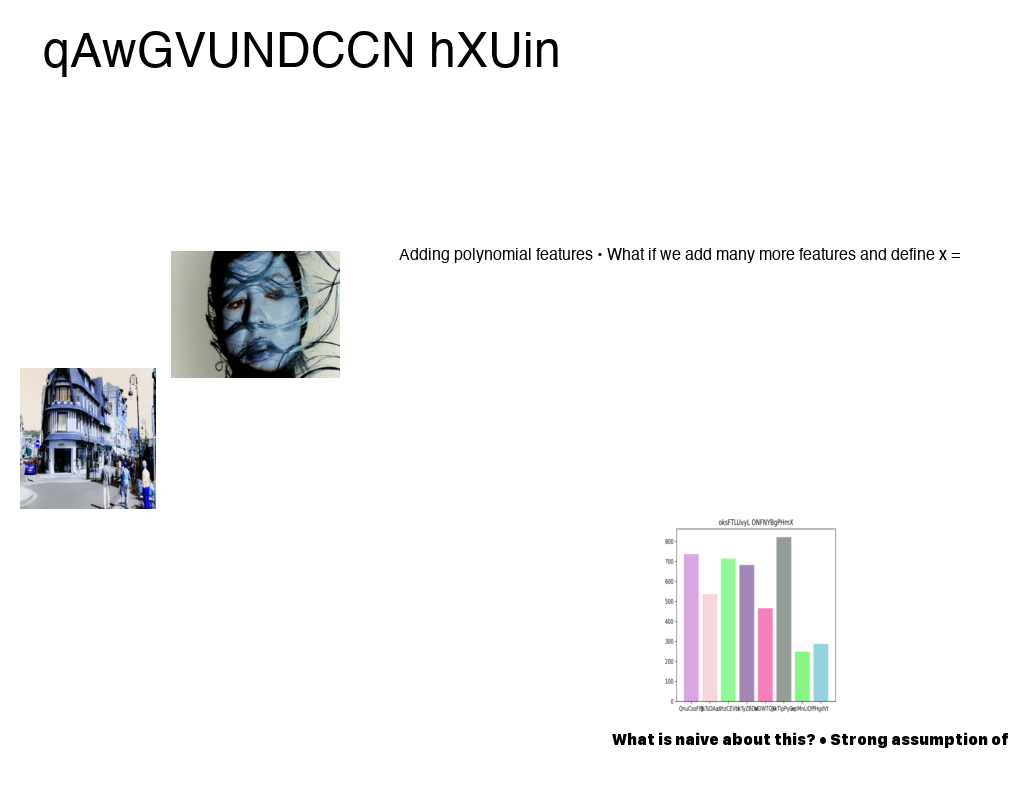 qAwGVUNDCCN hXUin
Adding polynomial features • What if we add many more features and define x =
oksFTLUvyL ONFNYBgPHmX
800
700
600
500
400
300
200
100
0
What is naive about this? • Strong assumption of